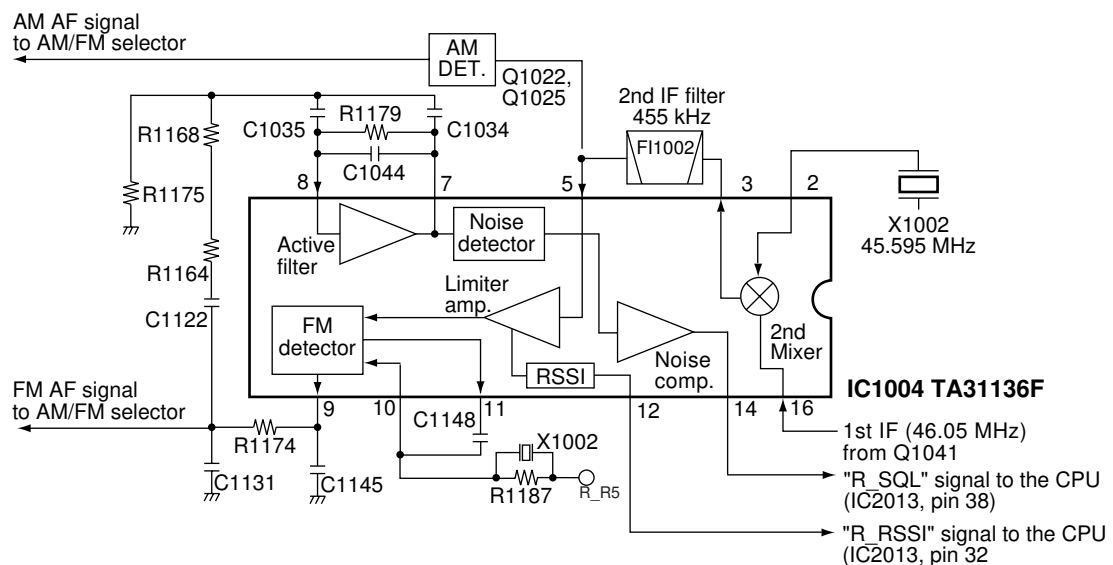 AM AF signal
to AM/FM selector
AM
DET.
Q1022,
Q1025
2nd IF filter
455 kHz
FI1002
R1179
C1035
C1034
C1044
R1168
R1175
8
7
5
3
2
X1002
45.595 MHz
Active
filter
Noise
detector
R1164
C1122
Limiter
amp.
FM
detector
2nd
Mixer
RSSI
Noise
comp.
IC1004 TA31136F
FM AF signal
to AM/FM selector
9
10
11
12
14
16
C1148
R1174
X1002
1st IF (46.05 MHz)
from Q1041
C1131
C1145
R1187
R_R5
"R_SQL" signal to the CPU
(IC2013, pin 38)
"R_RSSI" signal to the CPU
(IC2013, pin 32